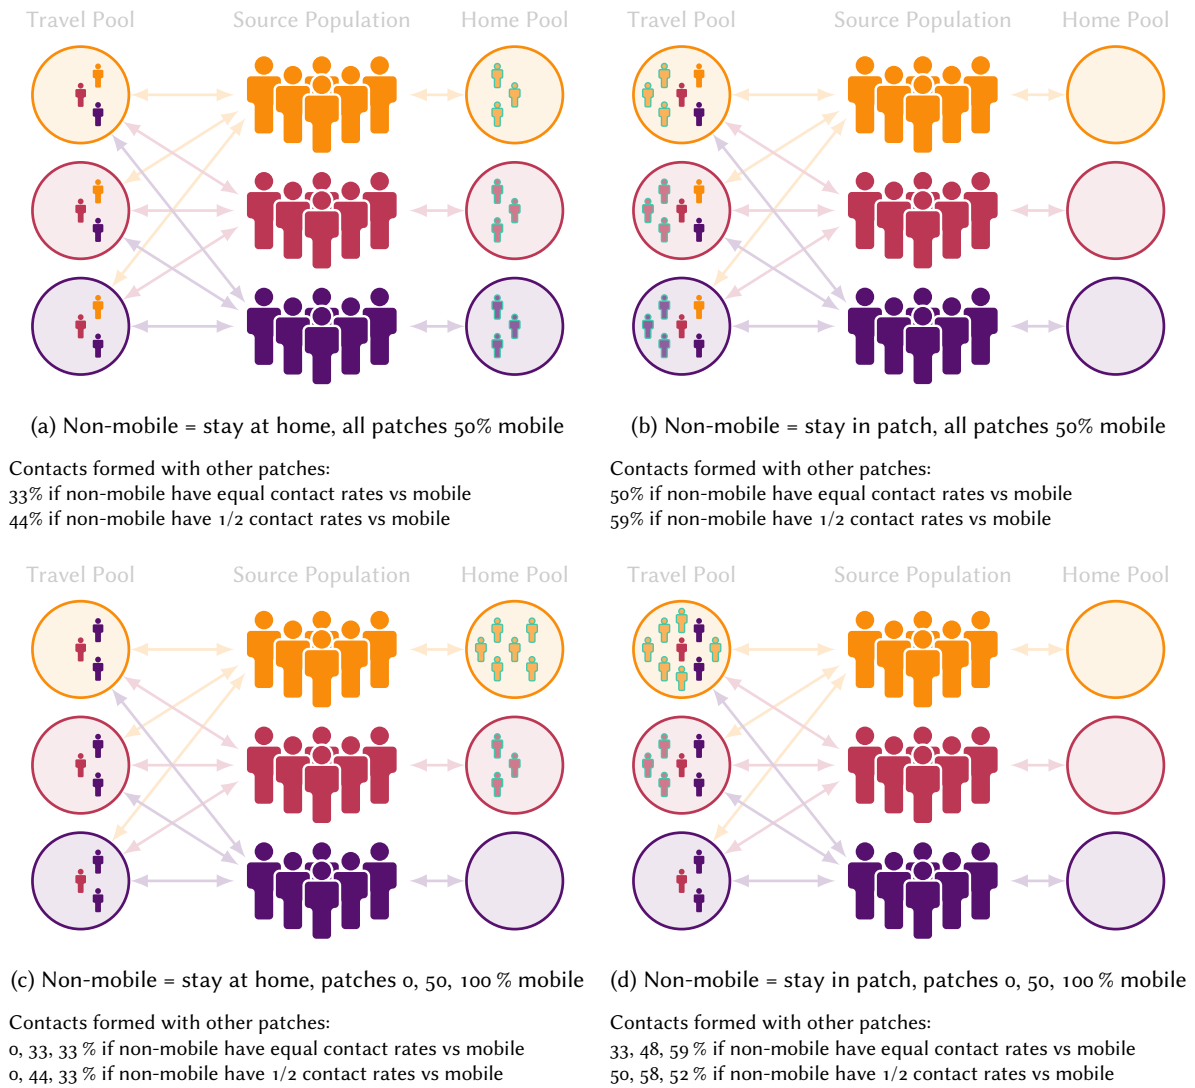 Travel Pool Source Population Home Pool
Travel Pool Source Population Home Pool
(a) Non-mobile = stay at home, all patches 50% mobile
Contacts formed with other patches:
33% if non-mobile have equal contact rates vs mobile
44% if non-mobile have 1/2 contact rates vs mobile
(b) Non-mobile = stay in patch, all patches 50% mobile
Contacts formed with other patches:
50% if non-mobile have equal contact rates vs mobile
59% if non-mobile have 1/2 contact rates vs mobile
Travel Pool Source Population Home Pool
Travel Pool Source Population Home Pool
(c) Non-mobile = stay at home, patches 0, 50, 100 % mobile
Contacts formed with other patches:
0, 33, 33 % if non-mobile have equal contact rates vs mobile
0, 44, 33 % if non-mobile have 1/2 contact rates vs mobile
(d) Non-mobile = stay in patch, patches 0, 50, 100 % mobile
Contacts formed with other patches:
33, 48, 59 % if non-mobile have equal contact rates vs mobile
50, 58, 52 % if non-mobile have 1/2 contact rates vs mobile